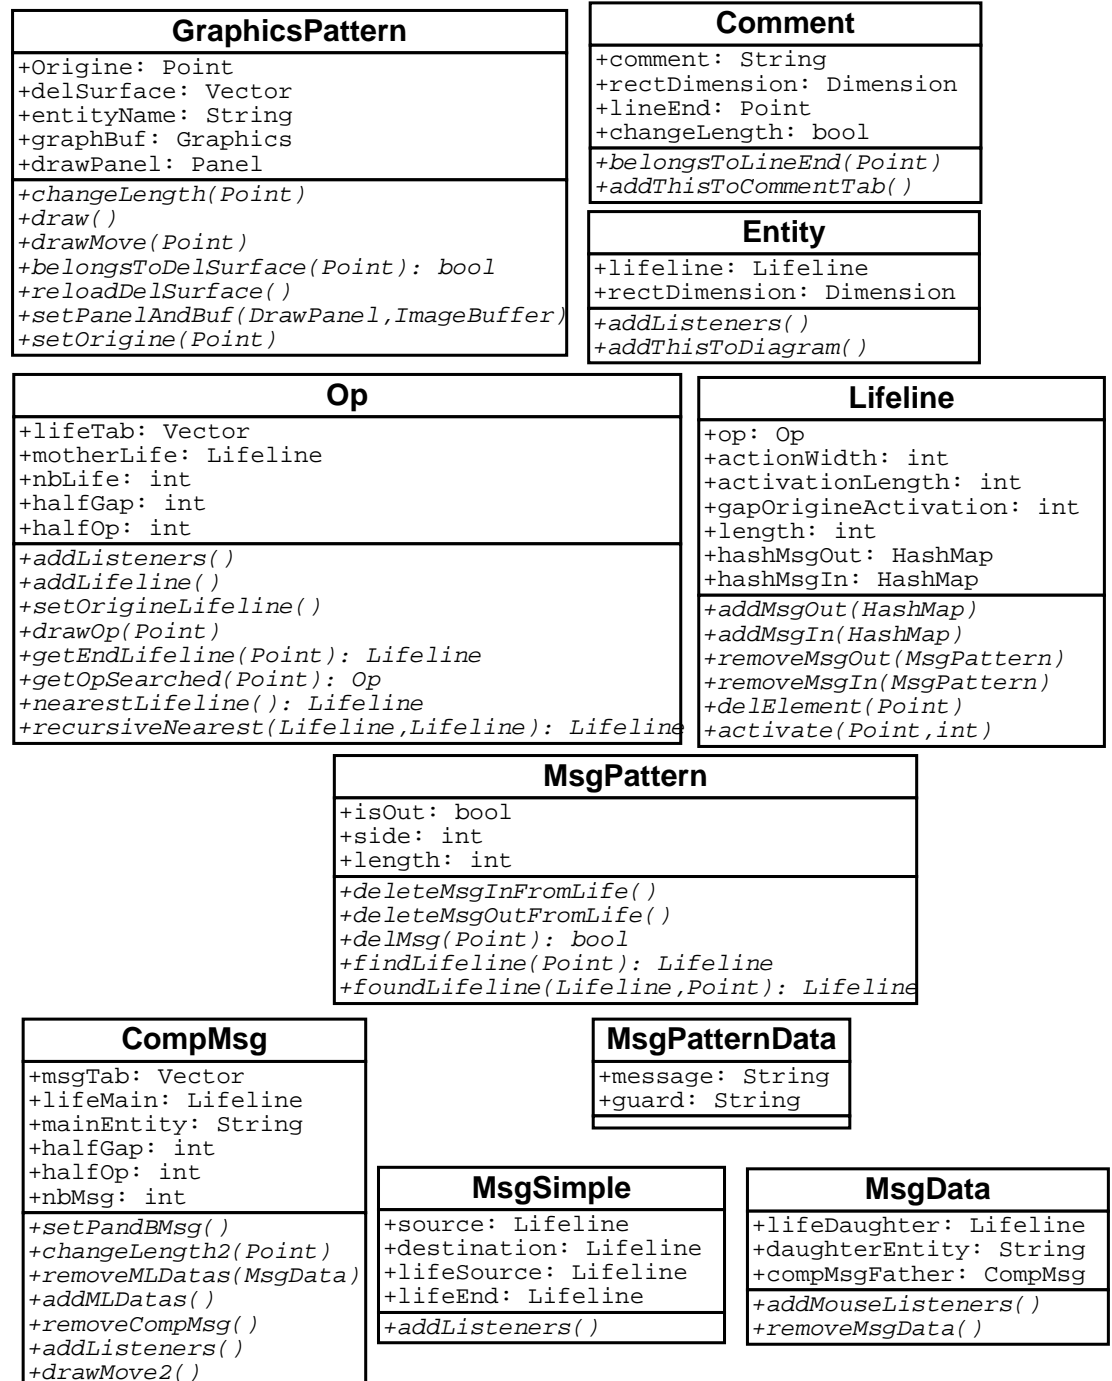 GraphicsPattern
+Origine: Point
+delSurface: Vector
+entityName: String
+graphBuf: Graphics
+drawPanel: Panel
+changeLength(Point)
+draw()
+drawMove(Point)
+belongsToDelSurface(Point): bool
+reloadDelSurface()
+setPanelAndBuf(DrawPanel,ImageBuffer)
+setOrigine(Point)
Comment
+comment: String
+rectDimension: Dimension
+lineEnd: Point
+changeLength: bool
+belongsToLineEnd(Point)
+addThisToCommentTab()
Entity
+lifeline: Lifeline
+rectDimension: Dimension
+addListeners()
+addThisToDiagram()
Op
+lifeTab: Vector
+motherLife: Lifeline
+nbLife: int
+halfGap: int
+halfOp: int
+addListeners()
+addLifeline()
+setOrigineLifeline()
+drawOp(Point)
+getEndLifeline(Point): Lifeline
+getOpSearched(Point): Op
+nearestLifeline(): Lifeline
+recursiveNearest(Lifeline,Lifeline): Lifeline
Lifeline
+op: Op
+actionWidth: int
+activationLength: int
+gapOrigineActivation: int
+length: int
+hashMsgOut: HashMap
+hashMsgIn: HashMap
+addMsgOut(HashMap)
+addMsgIn(HashMap)
+removeMsgOut(MsgPattern)
+removeMsgIn(MsgPattern)
+delElement(Point)
+activate(Point,int)
MsgPattern
+isOut: bool
+side: int
+length: int
+deleteMsgInFromLife()
+deleteMsgOutFromLife()
+delMsg(Point): bool
+findLifeline(Point): Lifeline
+foundLifeline(Lifeline,Point): Lifeline
CompMsg
+msgTab: Vector
+lifeMain: Lifeline
+mainEntity: String
+halfGap: int
+halfOp: int
+nbMsg: int
+setPandBMsg()
+changeLength2(Point)
+removeMLDatas(MsgData)
+addMLDatas()
+removeCompMsg()
+addListeners()
+drawMove2()
MsgPatternData
+message: String
+guard: String
MsgSimple
+source: Lifeline
+destination: Lifeline
+lifeSource: Lifeline
+lifeEnd: Lifeline
+addListeners()
MsgData
+lifeDaughter: Lifeline
+daughterEntity: String
+compMsgFather: CompMsg
+addMouseListeners()
+removeMsgData()